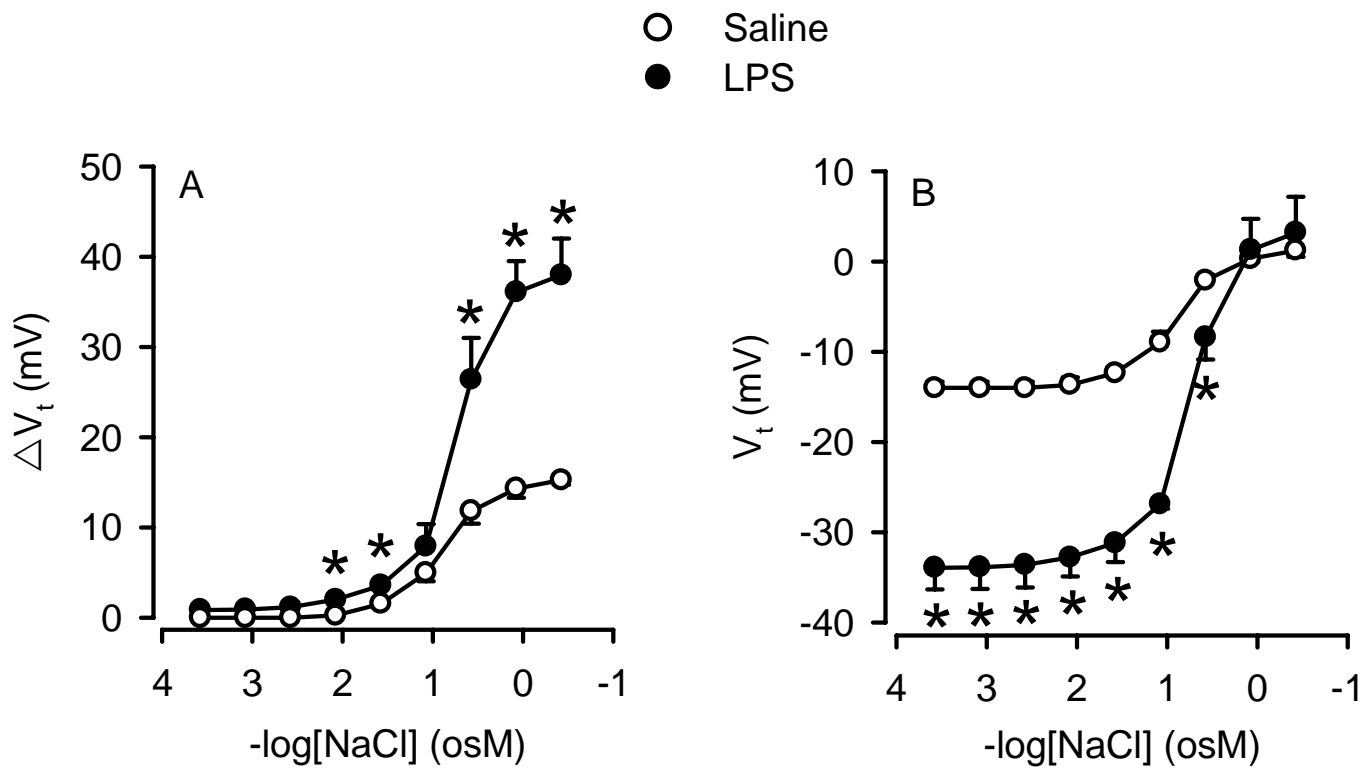 Saline
LPS
A
50
40
30
20
10
0
△Vt (mV)
* * * * *
4 3 2 1 0 -1
-log[NaCl] (osM)
B
10
0
-10
-20
-30
-40
Vt (mV)
* * * * * * *
4 3 2 1 0 -1
-log[NaCl] (osM)